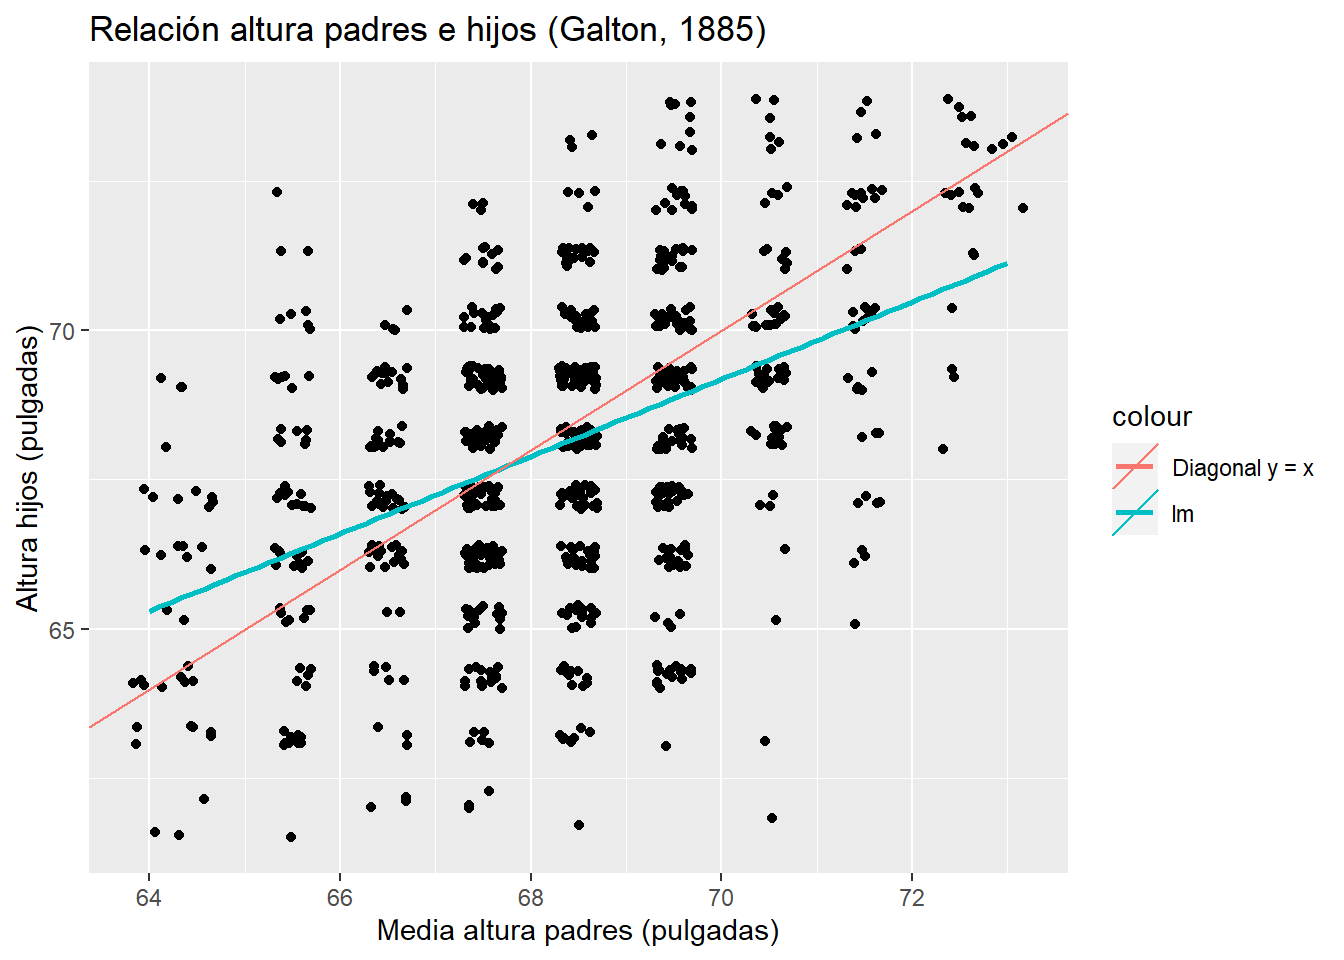 Relación altura padres e hijos (Galton, 1885)
Altura hijos (pulgadas)
70
65
64 66 68 70 72
Media altura padres (pulgadas)
colour
Diagonal y = x
lm